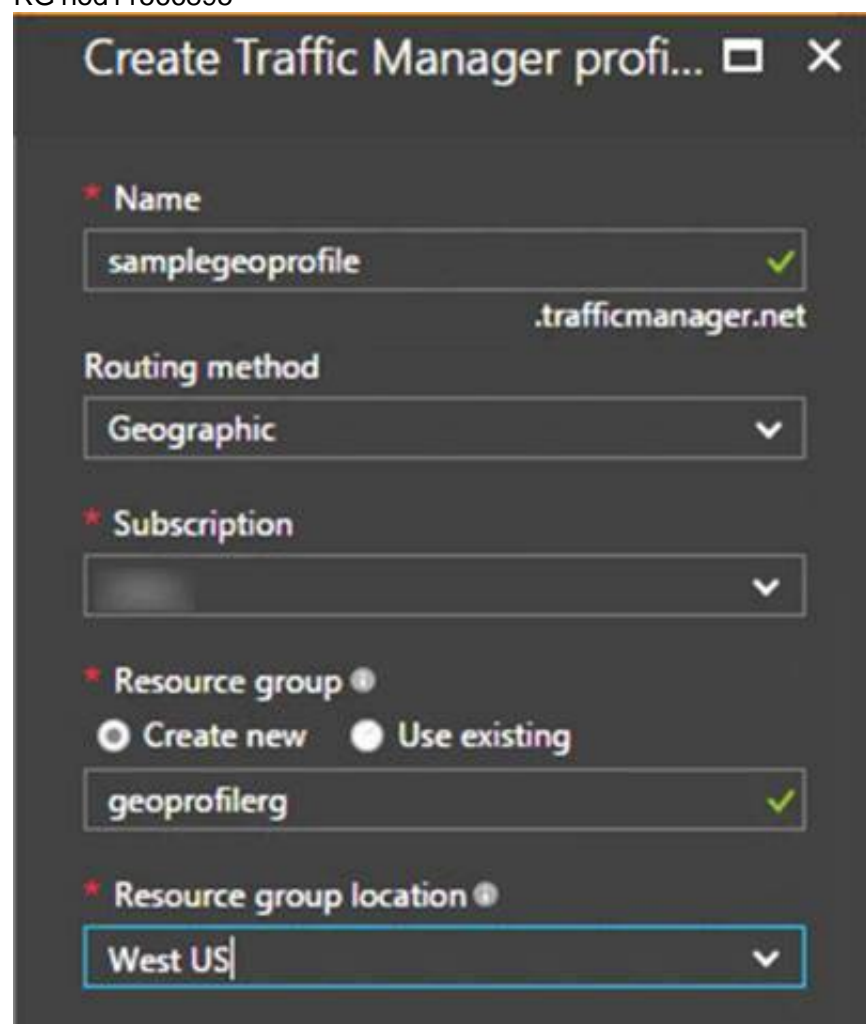 Create Traffic Manager profi...
* Name
samplegeoprofile
.trafficmanager.net
Routing method
Geographic
* Subscription
* Resource group
Create new Use existing
geoprofilerg
* Resource group location
West US